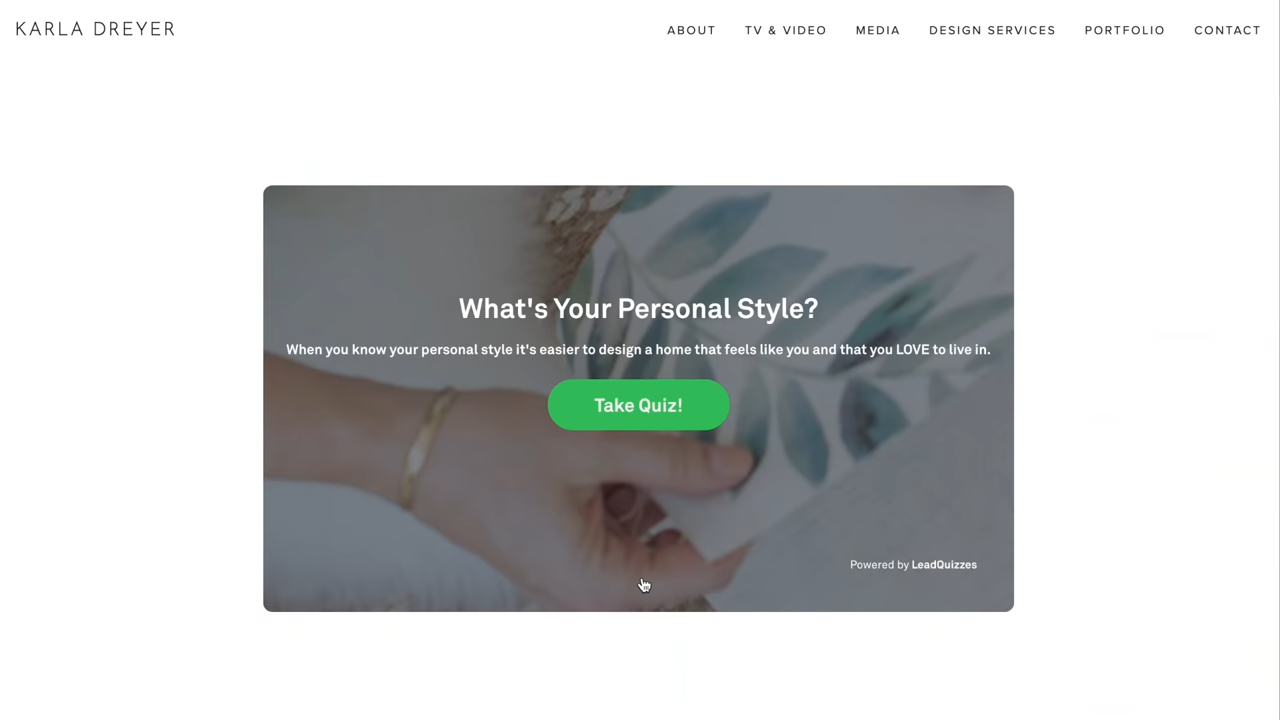 KARLA DREYER
ABOUT TV & VIDEO MEDIA DESIGN SERVICES PORTFOLIO CONTACT
What's Your Personal Style?
When you know your personal style it's easier to design a home that feels like you and that you LOVE to live in.
Take Quiz!
Powered by LeadQuizzes